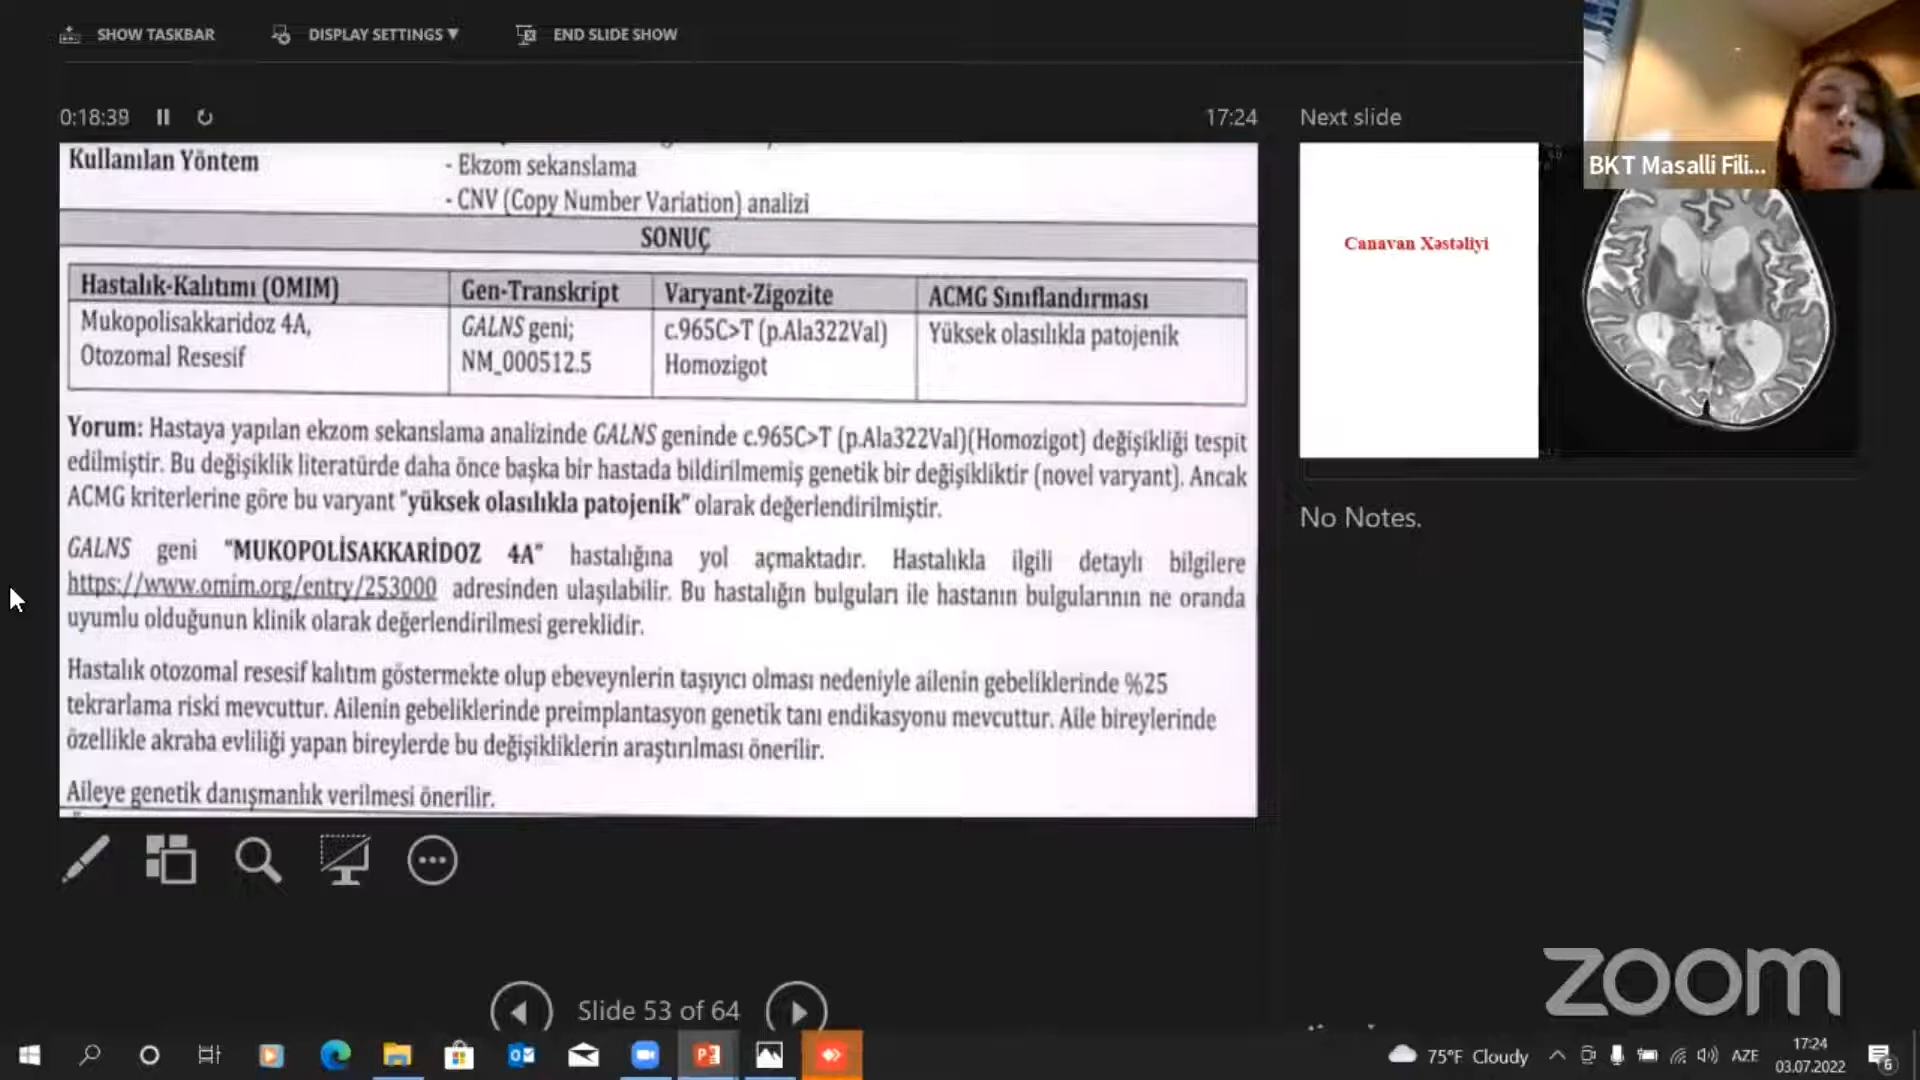 SHOW TASKBAR
DISPLAY SETTINGS ▼
END SLIDE SHOW
0:18:39
17:24
Next slide
BKT Masalli Fili...
Kullanılan Yöntem
- Ekzom sekanslama
- CNV (Copy Number Variation) analizi
SONUÇ
Hastalık-Kalıtımı (OMIM)
Gen-Transkript
Varyant-Zigozite
ACMG Sınıflandırması
Mukopolisakkaridoz 4A,
Otozomal Resesif
GALNS geni;
NM_000512.5
c.965C>T (p.Ala322Val)
Homozigot
Yüksek olasılıkla patojenik
Yorum: Hastaya yapılan ekzom sekanslama analizinde GALNS geninde c.965C>T (p.Ala322Val)(Homozigot) değişikliği tespit
edilmiştir. Bu değişiklik literatürde daha önce başka bir hastada bildirilmemiş genetik bir değişikliktir (novel varyant). Ancak
ACMG kriterlerine göre bu varyant "yüksek olasılıkla patojenik" olarak değerlendirilmiştir.
GALNS geni "MUKOPOLİSAKKARİDOZ 4A" hastalığına yol açmaktadır. Hastalıkla ilgili detaylı bilgilere
https://www.omim.org/entry/253000 adresinden ulaşılabilir. Bu hastalığın bulguları ile hastanın bulgularının ne oranda
uyumlu olduğunun klinik olarak değerlendirilmesi gereklidir.
Hastalık otozomal resesif kalıtım göstermekte olup ebeveynlerin taşıyıcı olması nedeniyle ailenin gebeliklerinde %25
tekrarlama riski mevcuttur. Ailenin gebeliklerinde preimplantasyon genetik tanı endikasyonu mevcuttur. Aile bireylerinde
özellikle akraba evliliği yapan bireylerde bu değişikliklerin araştırılması önerilir.
Aileye genetik danışmanlık verilmesi önerilir.
Canavan Xəstəliyi
No Notes.
Slide 53 of 64
zoom
75°F Cloudy
AZE
17:24
03.07.2022
6